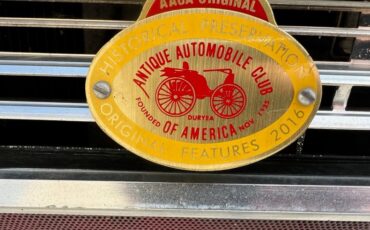 AACA ORIGINAL
HISTORICAL PRESERVATION
ANTIQUE AUTOMOBILE CLUB
FOUNDED
DURYEA
NOV. 1935
OF AMERICA
ORIGINAL FEATURES 2016